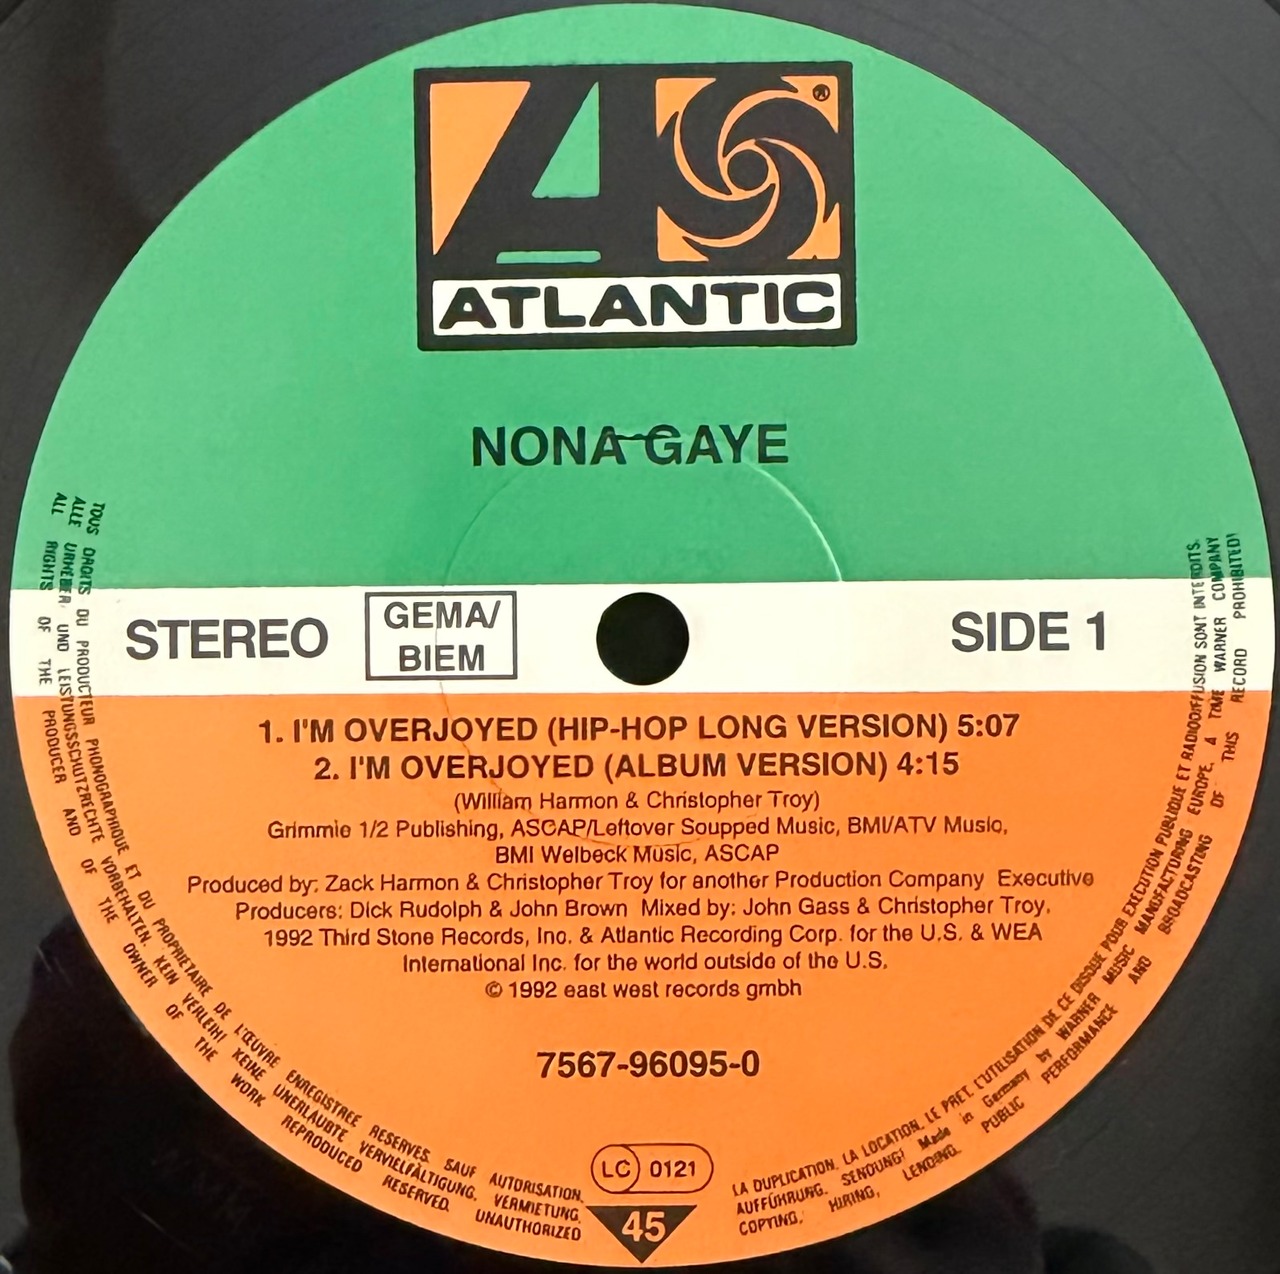 ATLANTIC
®
NONA GAYE
STEREO
GEMA/
BIEM
SIDE 1
1. I'M OVERJOYED (HIP-HOP LONG VERSION) 5:07
2. I'M OVERJOYED (ALBUM VERSION) 4:15
(William Harmon & Christopher Troy)
Grimmie 1/2 Publishing, ASCAP/Leftover Soupped Music, BMI/ATV Music,
BMI Welbeck Music, ASCAP
Produced by: Zack Harmon & Christopher Troy for another Production Company Executive
Producers: Dick Rudolph & John Brown Mixed by: John Gass & Christopher Troy.
1992 Third Stone Records, Inc. & Atlantic Recording Corp. for the U.S. & WEA
International Inc. for the world outside of the U.S.
© 1992 east west records gmbh
7567-96095-0
LC 0121
45
TOUS DROITS DU PRODUCTEUR PHONOGRAPHIQUE ET DU PROPRIETAIRE DE L'ŒUVRE ENREGISTREE RESERVES. SAUF AUTORISATION,
LA DUPLICATION, LA LOCATION, LE PRET, L'UTILISATION DE CE DISQUE POUR EXECUTION PUBLIQUE ET RADIODIFFUSION SONT INTERDITS.
ALLE URHEBER UND LEISTUNGSSCHUTZRECHTE VORBEHALTEN. KEIN VERLEIH! KEINE UNERLAUBTE VERVIELFÄLTIGUNG, VERMIETUNG,
AUFFÜHRUNG, SENDUNG! Made in Germany by WARNER MUSIC MANUFACTURING EUROPE, A TIME WARNER COMPANY
ALL RIGHTS OF THE PRODUCER AND OF THE OWNER OF THE WORK REPRODUCED RESERVED. UNAUTHORIZED
COPYING, HIRING, LENDING, PUBLIC PERFORMANCE AND BROADCASTING OF THIS RECORD PROHIBITED!